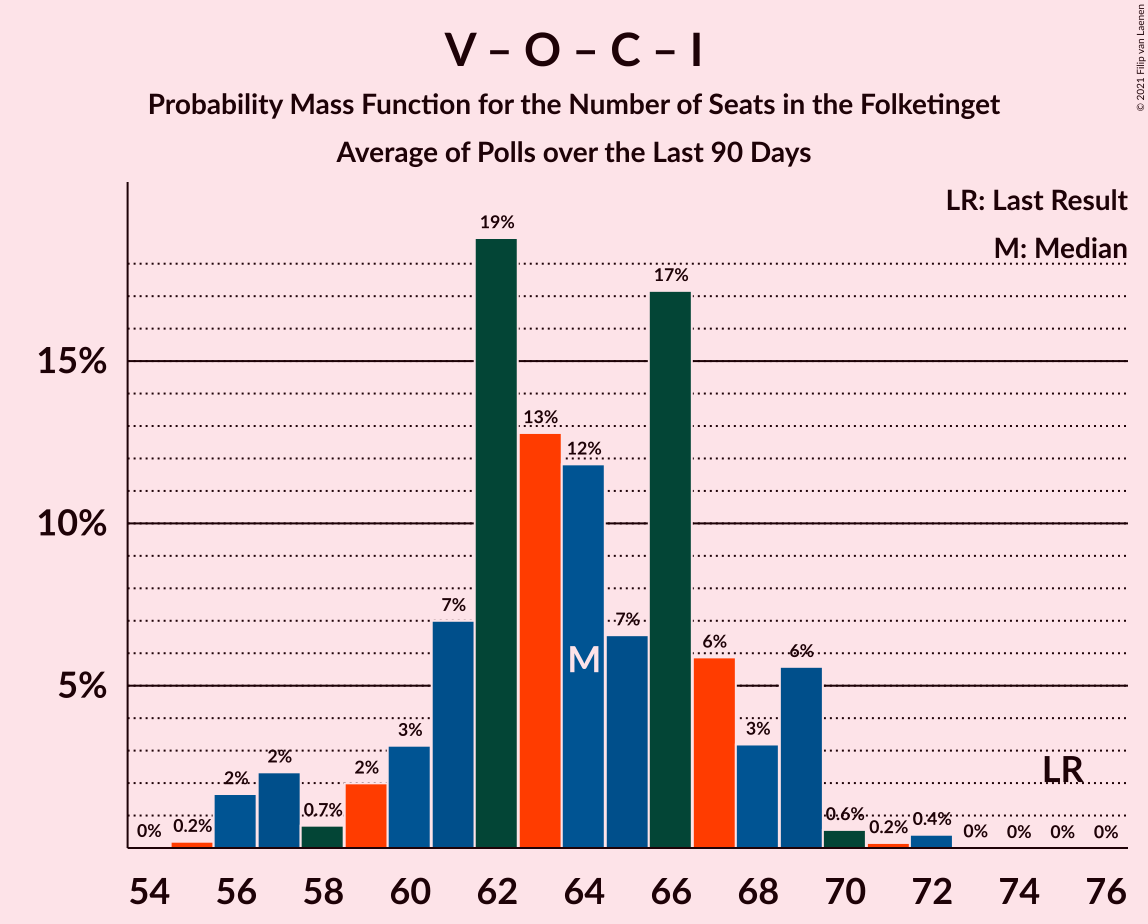 V – O – C – I
Probability Mass Function for the Number of Seats in the Folketinget
Average of Polls over the Last 90 Days
© 2021 Filip van Laenen
LR: Last Result
M: Median
15%
10%
5%
0%
0.2%
2%
2%
0.7%
2%
3%
7%
19%
13%
12%
7%
17%
6%
3%
6%
0.6%
0.2%
0.4%
0%
0%
0%
0%
M
LR
54 56 58 60 62 64 66 68 70 72 74 76